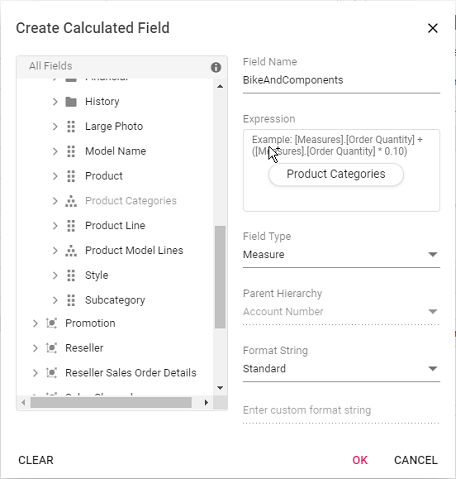 Create Calculated Field
All Fields
Financial
History
Large Photo
Model Name
Product
Product Categories
Product Line
Product Model Lines
Style
Subcategory
Promotion
Reseller
Reseller Sales Order Details
Field Name
BikeAndComponents
Expression
Example: [Measures].[Order Quantity] +
([Measures].[Order Quantity] * 0.10)
Product Categories
Field Type
Measure
Parent Hierarchy
Account Number
Format String
Standard
Enter custom format string
CLEAR
OK
CANCEL